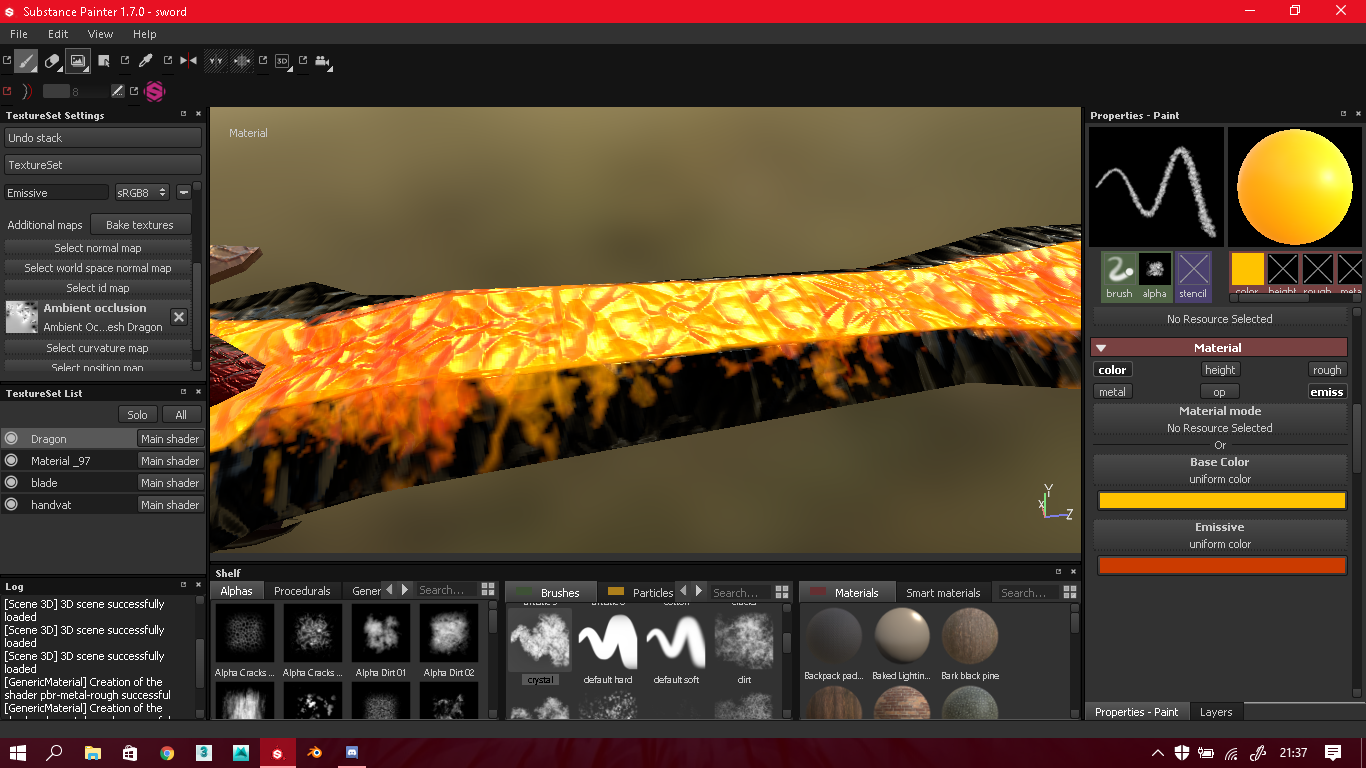 Substance Painter 1.7.0 - sword
File Edit View Help
3D
8
TextureSet Settings
Undo stack
TextureSet
Emissive sRGB8
Additional maps Bake textures
Select normal map
Select world space normal map
Select id map
Ambient occlusion
Ambient Oc...esh Dragon
Select curvature map
Select position map
TextureSet List
Solo All
Dragon Main shader
Material _97 Main shader
blade Main shader
handvat Main shader
Log
[Scene 3D] 3D scene successfully
loaded
[Scene 3D] 3D scene successfully
loaded
[Scene 3D] 3D scene successfully
loaded
[GenericMaterial] Creation of the
shader pbr-metal-rough successful
[GenericMaterial] Creation of the
Material
Y
X
Z
Shelf
Alphas Procedurals Gener Search...
Alpha Cracks ... Alpha Cracks ... Alpha Dirt 01 Alpha Dirt 02
Brushes Particles Search...
crystal default hard default soft dirt
Materials Smart materials Search...
Backpack pad... Baked Lightin... Bark black pine
Properties - Paint
brush alpha stencil
color height rough meta
No Resource Selected
Material
color height rough
metal op emiss
Material mode
No Resource Selected
Or
Base Color
uniform color
Emissive
uniform color
Properties - Paint Layers
21:37